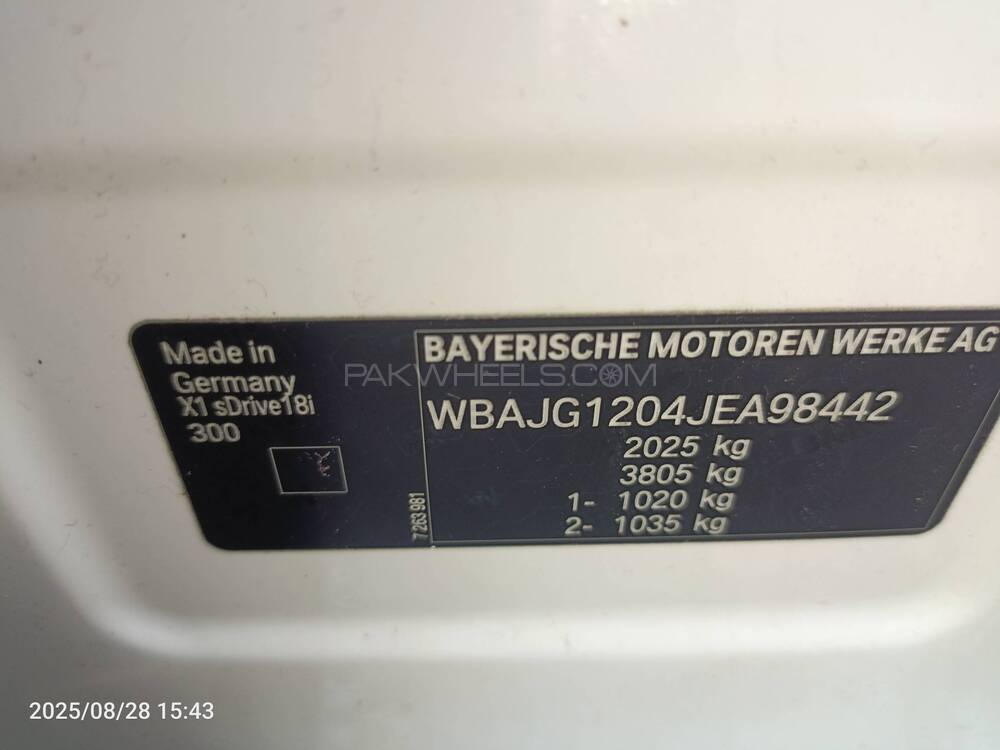 Made in
Germany
X1 sDrive18i
300
7263981
BAYERISCHE MOTOREN WERKE AG
WBAJG1204JEA98442
2025 kg
3805 kg
1- 1020 kg
2- 1035 kg
PAKWHEELS.COM
2025/08/28 15:43